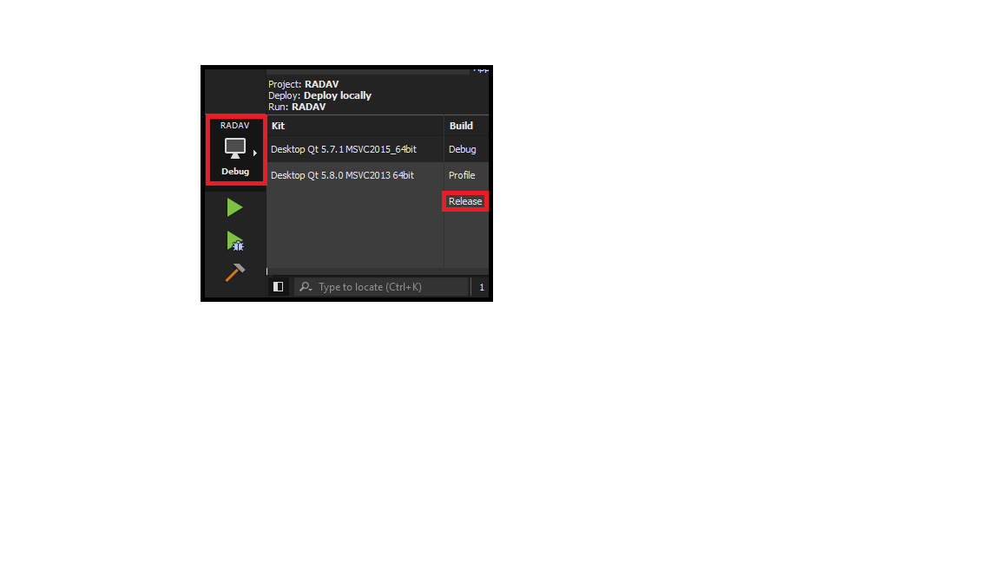 Project: RADAV
Deploy: Deploy locally
Run: RADAV
RADAV
Debug
Kit
Build
Desktop Qt 5.7.1 MSVC2015_64bit
Debug
Desktop Qt 5.8.0 MSVC2013 64bit
Profile
Release
Type to locate (Ctrl+K)
1